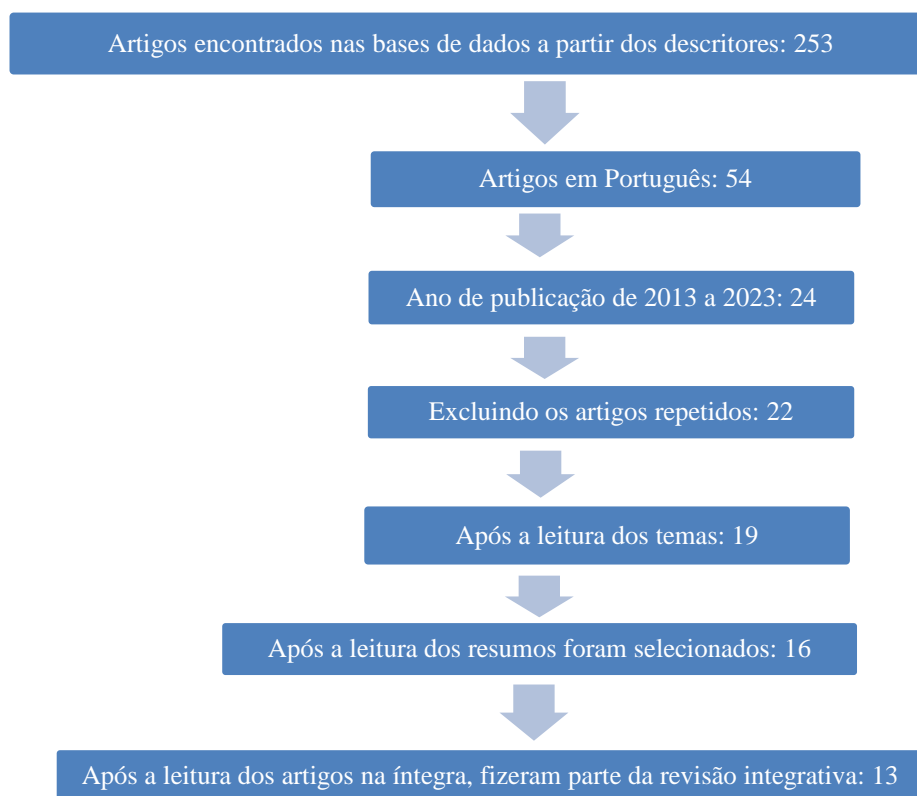 Artigos encontrados nas bases de dados a partir dos descritores: 253
Artigos em Português: 54
Ano de publicação de 2013 a 2023: 24
Excluindo os artigos repetidos: 22
Após a leitura dos temas: 19
Após a leitura dos resumos foram selecionados: 16
Após a leitura dos artigos na íntegra, fizeram parte da revisão integrativa: 13